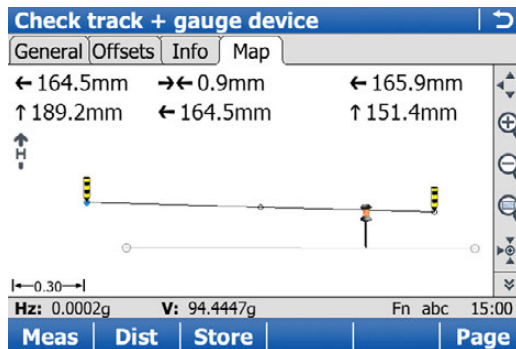 Check track + gauge device
General Offsets Info Map
← 164.5mm →← 0.9mm ← 165.9mm
↑ 189.2mm ← 164.5mm ↑ 151.4mm
H
0.30
Hz: 0.0002g V: 94.4447g Fn abc 15:00
Meas Dist Store Page